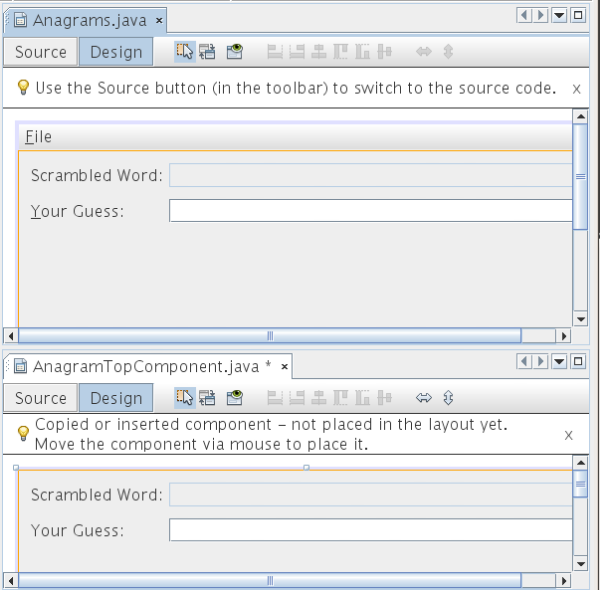 Anagrams.java ×
Source Design
Use the Source button (in the toolbar) to switch to the source code. x
File
Scrambled Word:
Your Guess:
AnagramTopComponent.java * ×
Source Design
Copied or inserted component – not placed in the layout yet.
Move the component via mouse to place it. x
Scrambled Word:
Your Guess: